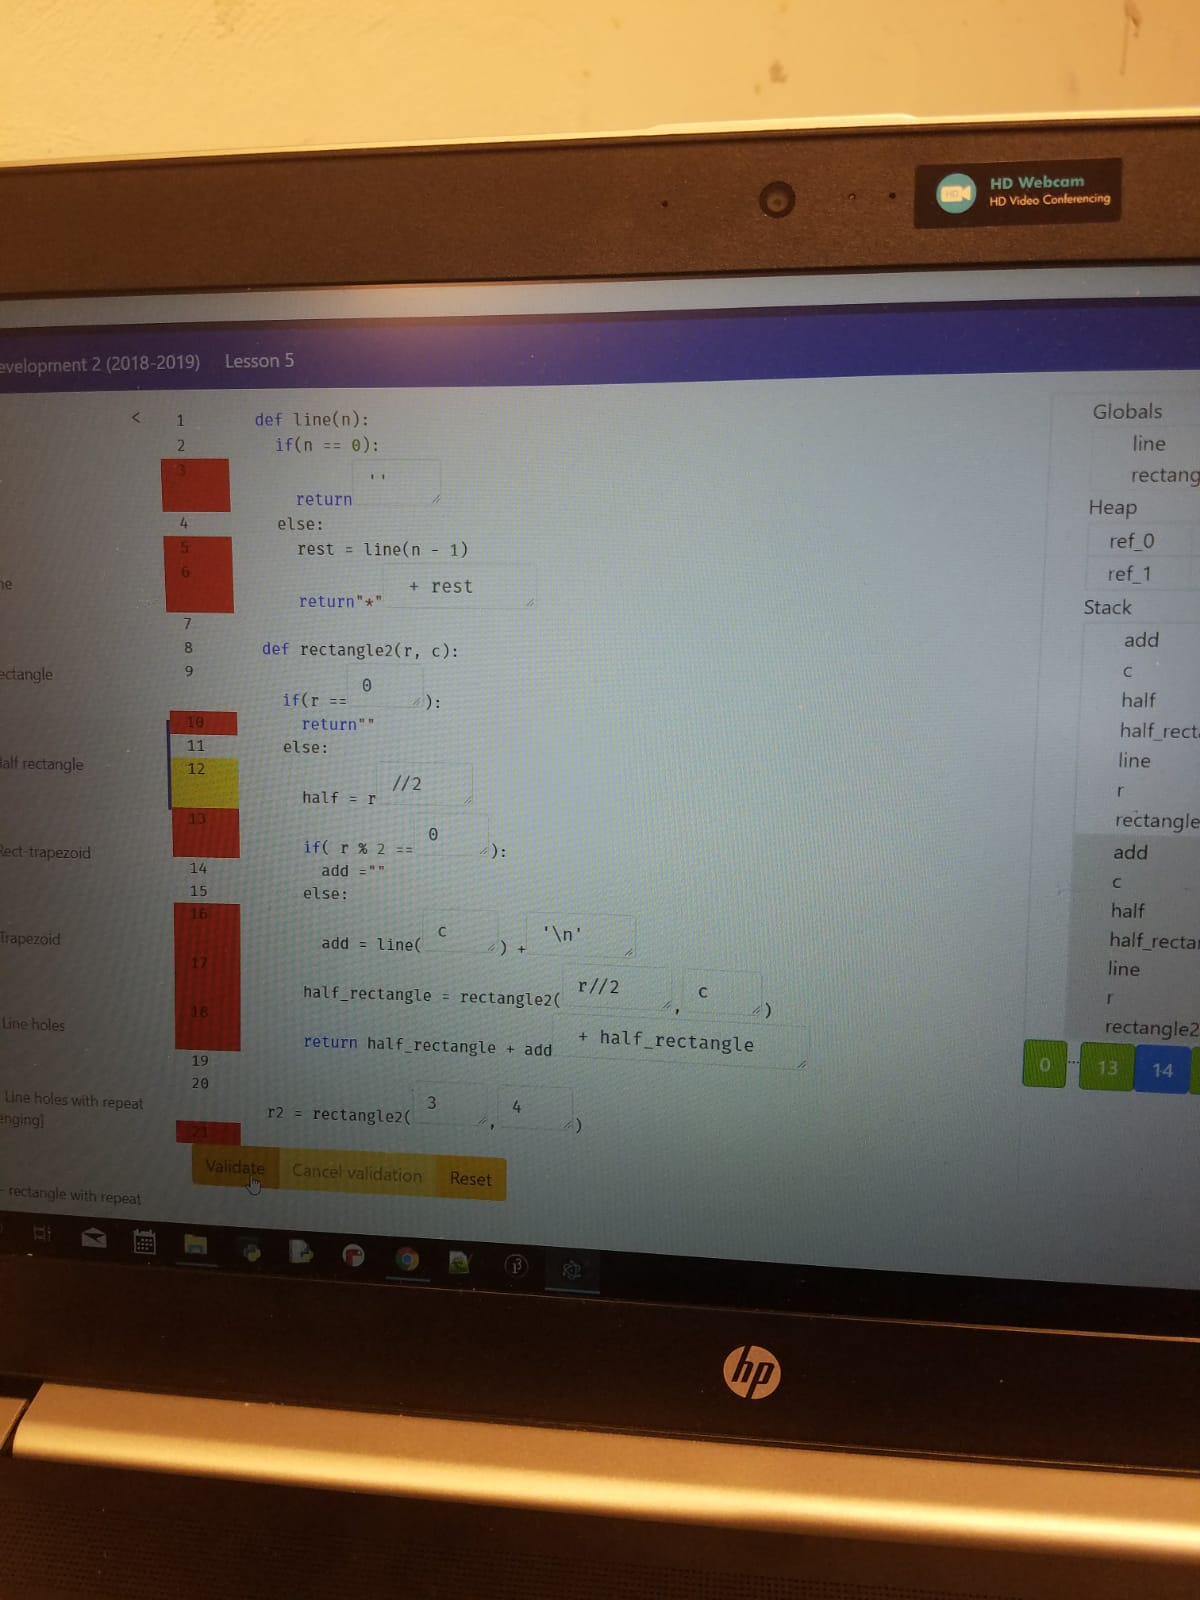 HD Webcam
HD Video Conferencing
evelopment 2 (2018-2019) Lesson 5
<
1 def line(n):
2 if(n == 0):
3 return ''
4 else:
5 rest = line(n - 1)
6 return"*" + rest
7
8 def rectangle2(r, c):
9 if(r == 0):
10 return""
11 else:
12 half = r //2
13 if( r % 2 == 0):
14 add =""
15 else:
16 add = line( c ) + '\n'
17 half_rectangle = rectangle2( r//2 , c )
18 return half_rectangle + add + half_rectangle
19
20 r2 = rectangle2( 3 , 4 )
21
Validate Cancel validation Reset
ne
ectangle
Half rectangle
Rect-trapezoid
Trapezoid
Line holes
Line holes with repeat
enging]
- rectangle with repeat
Globals
line
rectang
Heap
ref_0
ref_1
Stack
add
c
half
half_recta
line
r
rectangle
add
c
half
half_rectan
line
r
rectangle2
0 ... 13 14
hp